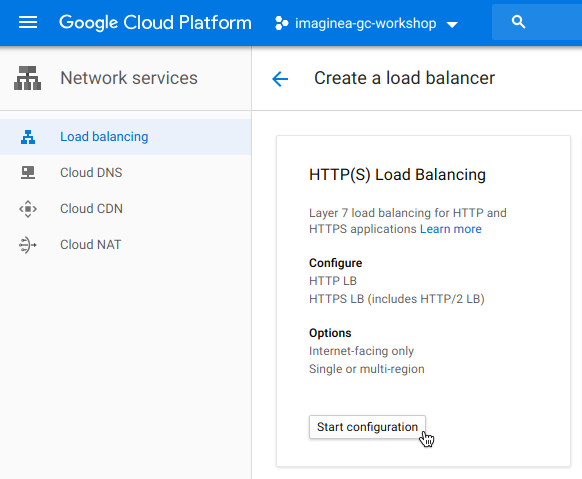 Google Cloud Platform
imaginea-gc-workshop
Network services
Create a load balancer
Load balancing
Cloud DNS
Cloud CDN
Cloud NAT
HTTP(S) Load Balancing
Layer 7 load balancing for HTTP and
HTTPS applications Learn more
Configure
HTTP LB
HTTPS LB (includes HTTP/2 LB)
Options
Internet-facing only
Single or multi-region
Start configuration